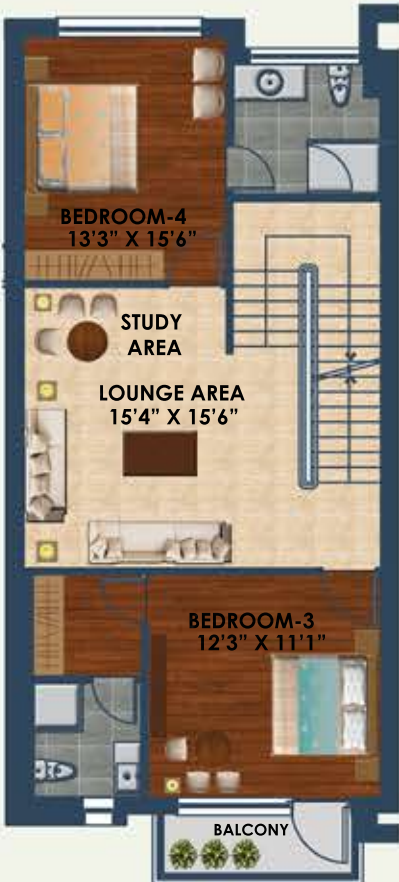 BEDROOM-4
13'3" X 15'6"
STUDY
AREA
LOUNGE AREA
15'4" X 15'6"
BEDROOM-3
12'3" X 11'1"
BALCONY